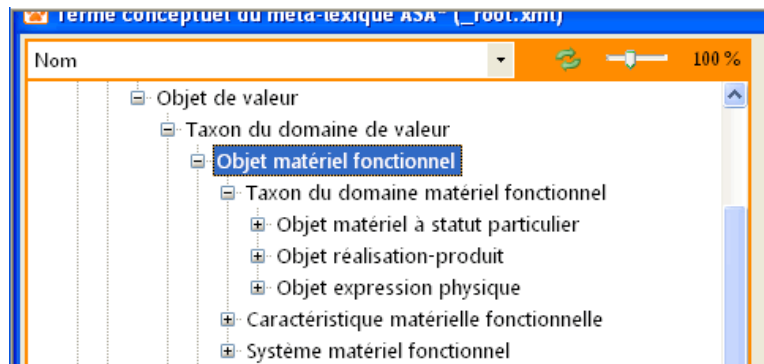 Terme conceptuel du méta-lexique ASA* (_root.xml)
Nom 100 %
Objet de valeur
Taxon du domaine de valeur
Objet matériel fonctionnel
Taxon du domaine matériel fonctionnel
Objet matériel à statut particulier
Objet réalisation-produit
Objet expression physique
Caractéristique matérielle fonctionnelle
Système matériel fonctionnel